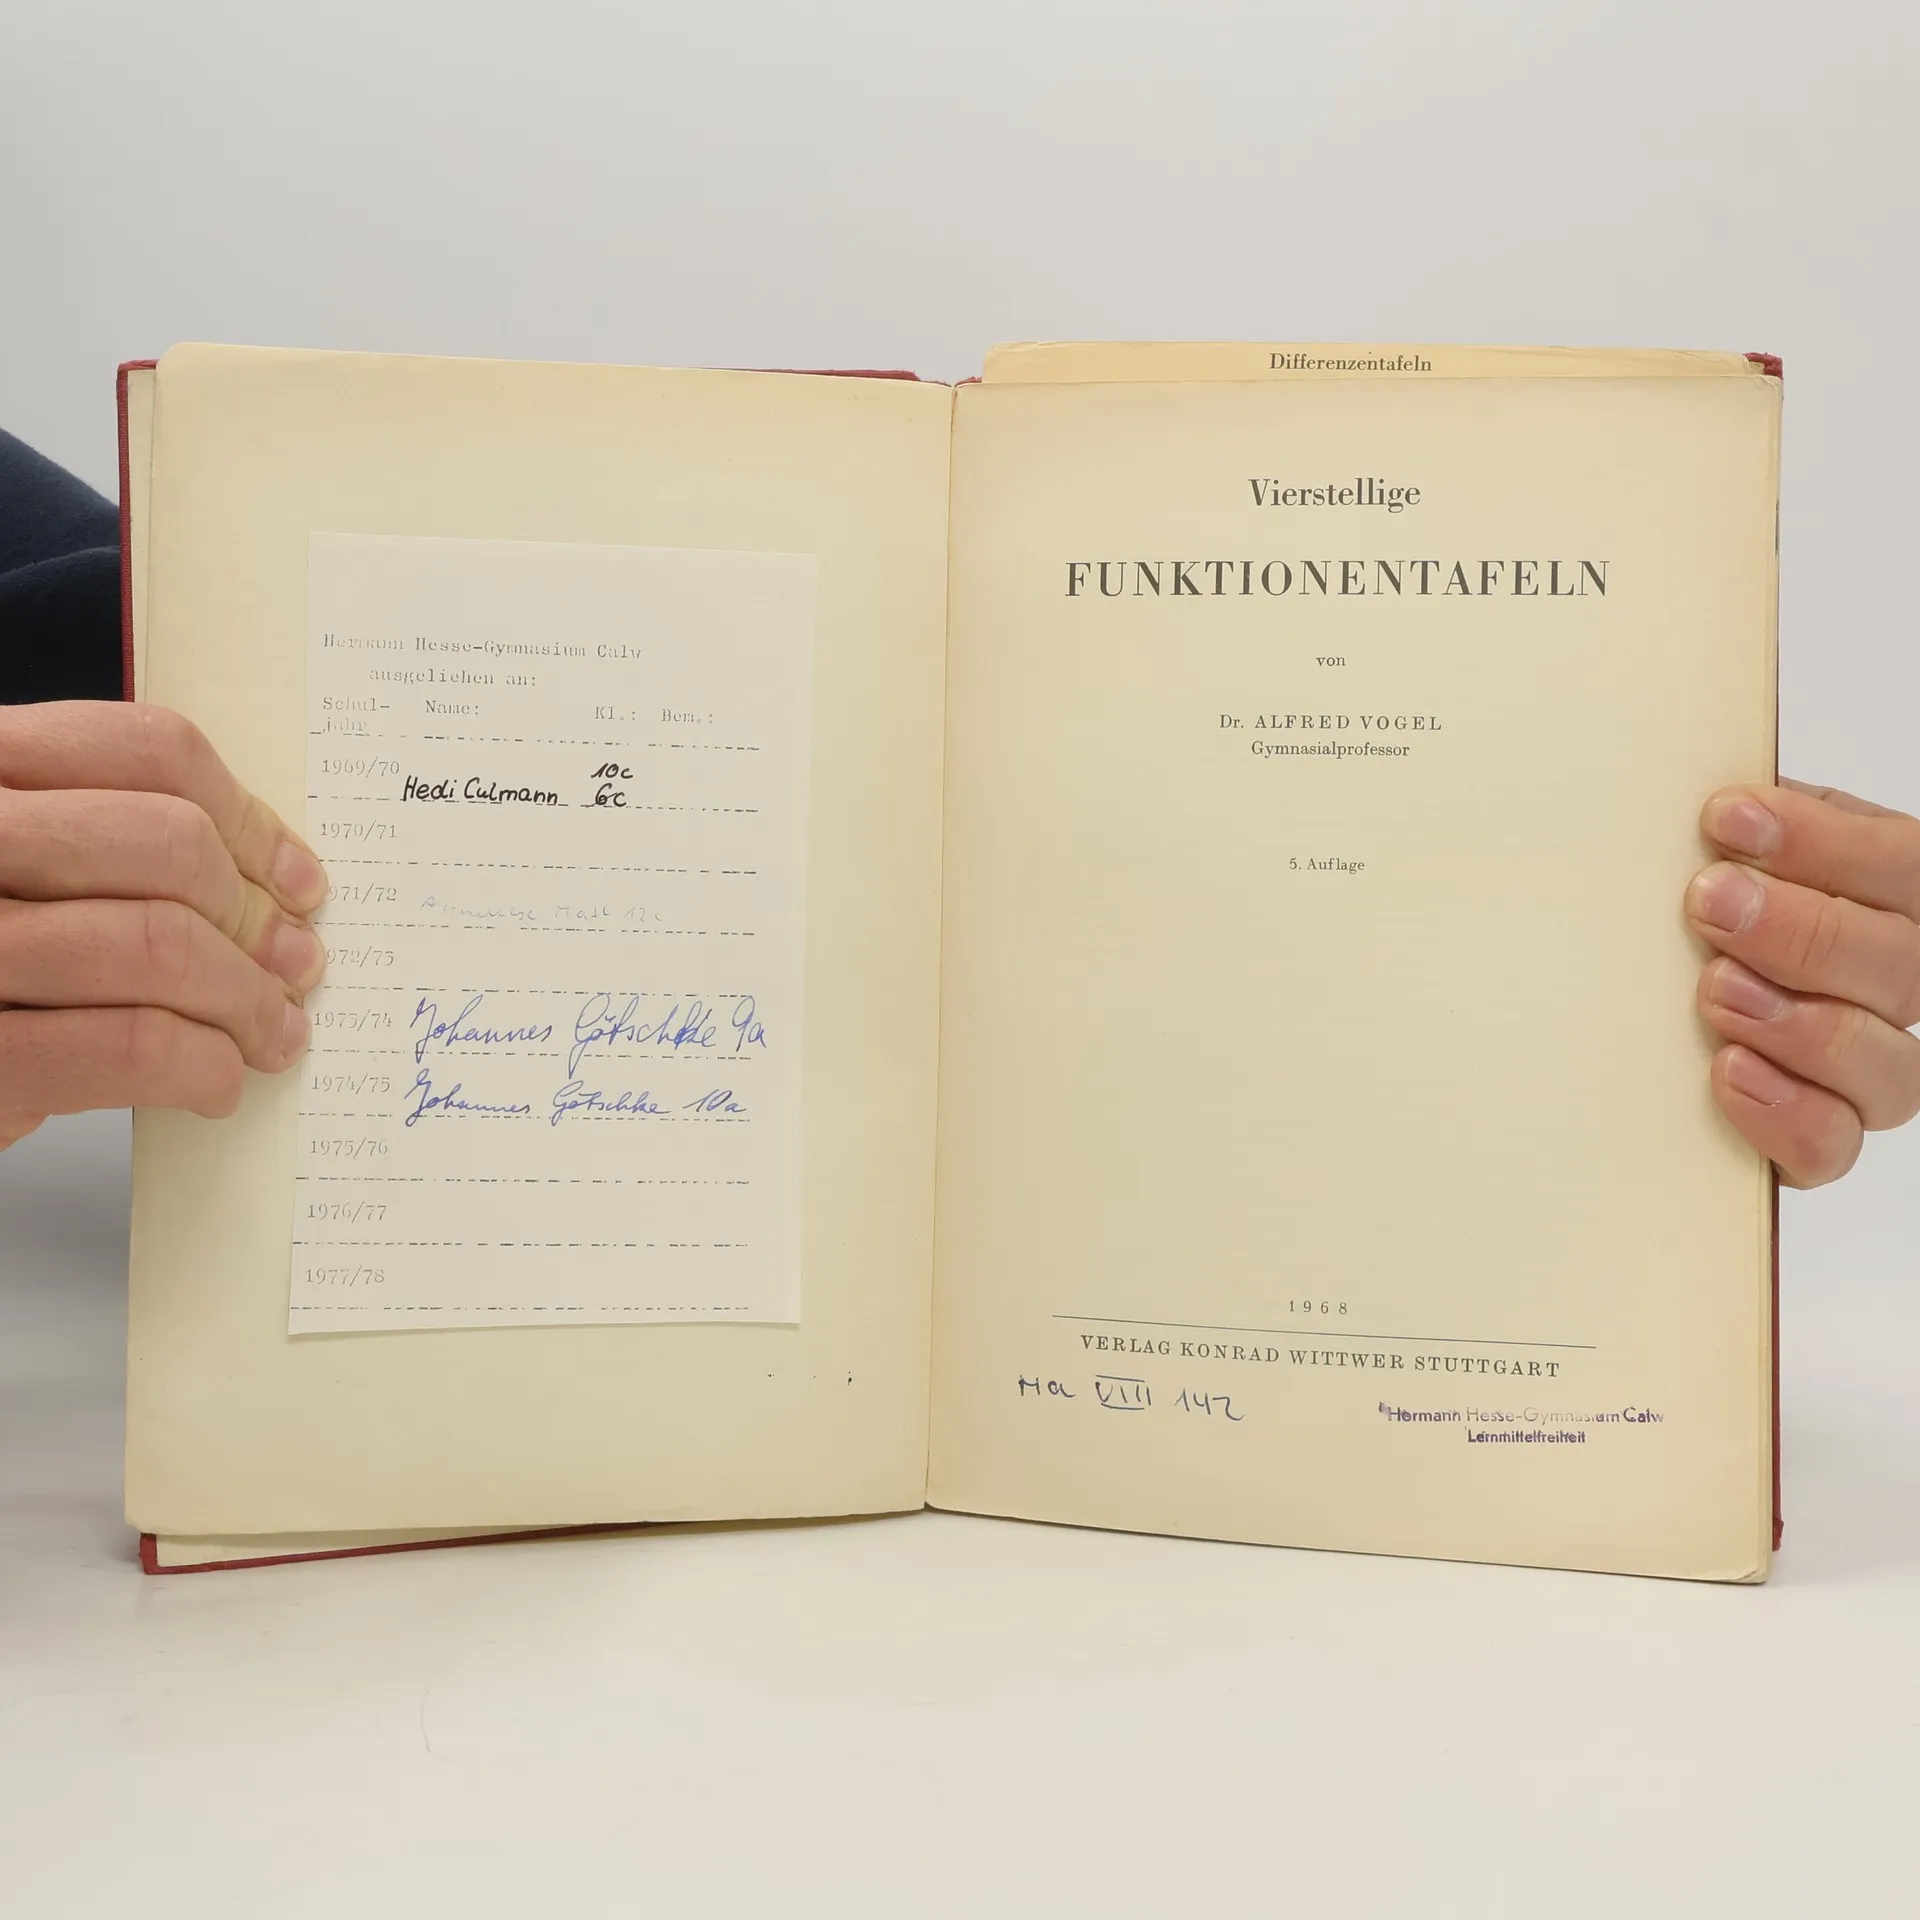 Hermann Hesse-Gymnasium Calw
ausgeliehen an:
Schul- Name: Kl.: Bem.:
jahr
10c
1969/70 Hedi Culmann 6c
1970/71
971/72 12c
972/73
1973/74 Johannes Götschke 9a
1974/75 Johannes Götschke 10a
1975/76
1976/77
1977/78
Differenzentafeln
Vierstellige
FUNKTIONENTAFELN
von
Dr. ALFRED VOGEL
Gymnasialprofessor
5. Auflage
1968
VERLAG KONRAD WITTWER STUTTGART
Ma VIII 142
Hermann Hesse-Gymnasium Calw
Lernmittelfreiheit